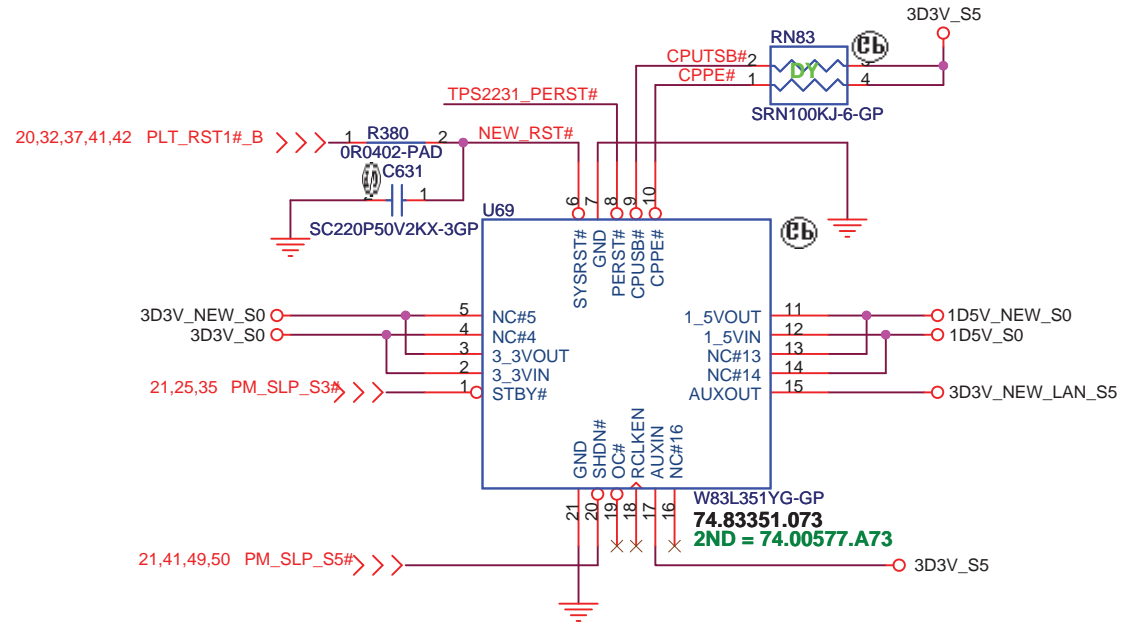 3D3V_S5
RN83
CPUTSB# 2
CPPE# 1
DY
4
SRN100KJ-6-GP
TPS2231_PERST#
20,32,37,41,42 PLT_RST1#_B
1 R380 2
NEW_RST#
0R0402-PAD
C631
1
SC220P50V2KX-3GP
U69
6 7 8 9 10
SYSRST#
GND
PERST#
CPUSB#
CPPE#
3D3V_NEW_S0
3D3V_S0
5 NC#5
4 NC#4
3 3_3VOUT
2 3_3VIN
1 STBY#
21,25,35 PM_SLP_S3#
1_5VOUT 11
1_5VIN 12
NC#13 13
NC#14 14
AUXOUT 15
1D5V_NEW_S0
1D5V_S0
3D3V_NEW_LAN_S5
GND
SHDN#
OC#
RCLKEN
AUXIN
NC#16
21 20 19 18 17 16
W83L351YG-GP
74.83351.073
2ND = 74.00577.A73
21,41,49,50 PM_SLP_S5#
3D3V_S5